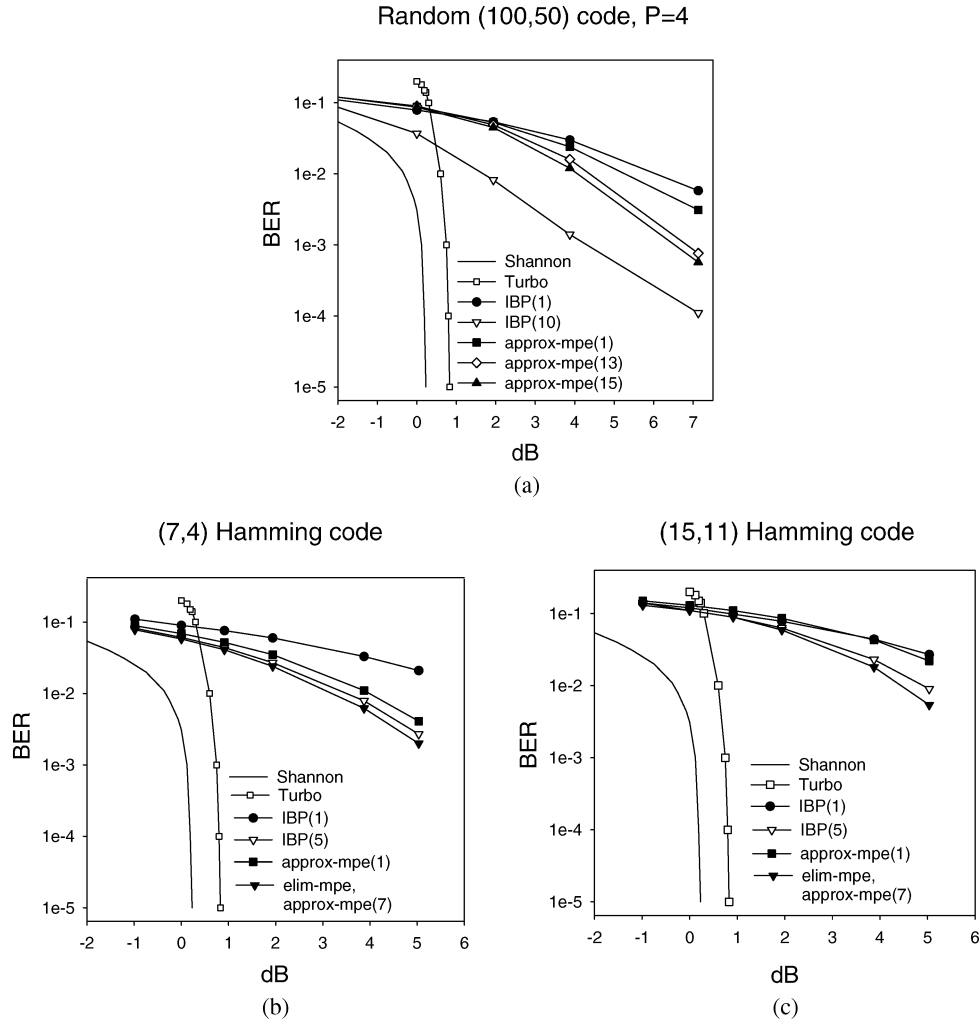 Random (100,50) code, P=4
1e-1
1e-2
1e-3
1e-4
1e-5
BER
Shannon
Turbo
IBP(1)
IBP(10)
approx-mpe(1)
approx-mpe(13)
approx-mpe(15)
-2 -1 0 1 2 3 4 5 6 7
dB
(a)
(7,4) Hamming code
1e-1
1e-2
1e-3
1e-4
1e-5
BER
Shannon
Turbo
IBP(1)
IBP(5)
approx-mpe(1)
elim-mpe,
approx-mpe(7)
-2 -1 0 1 2 3 4 5 6
dB
(b)
(15,11) Hamming code
1e-1
1e-2
1e-3
1e-4
1e-5
BER
Shannon
Turbo
IBP(1)
IBP(5)
approx-mpe(1)
elim-mpe,
approx-mpe(7)
-2 -1 0 1 2 3 4 5 6
dB
(c)